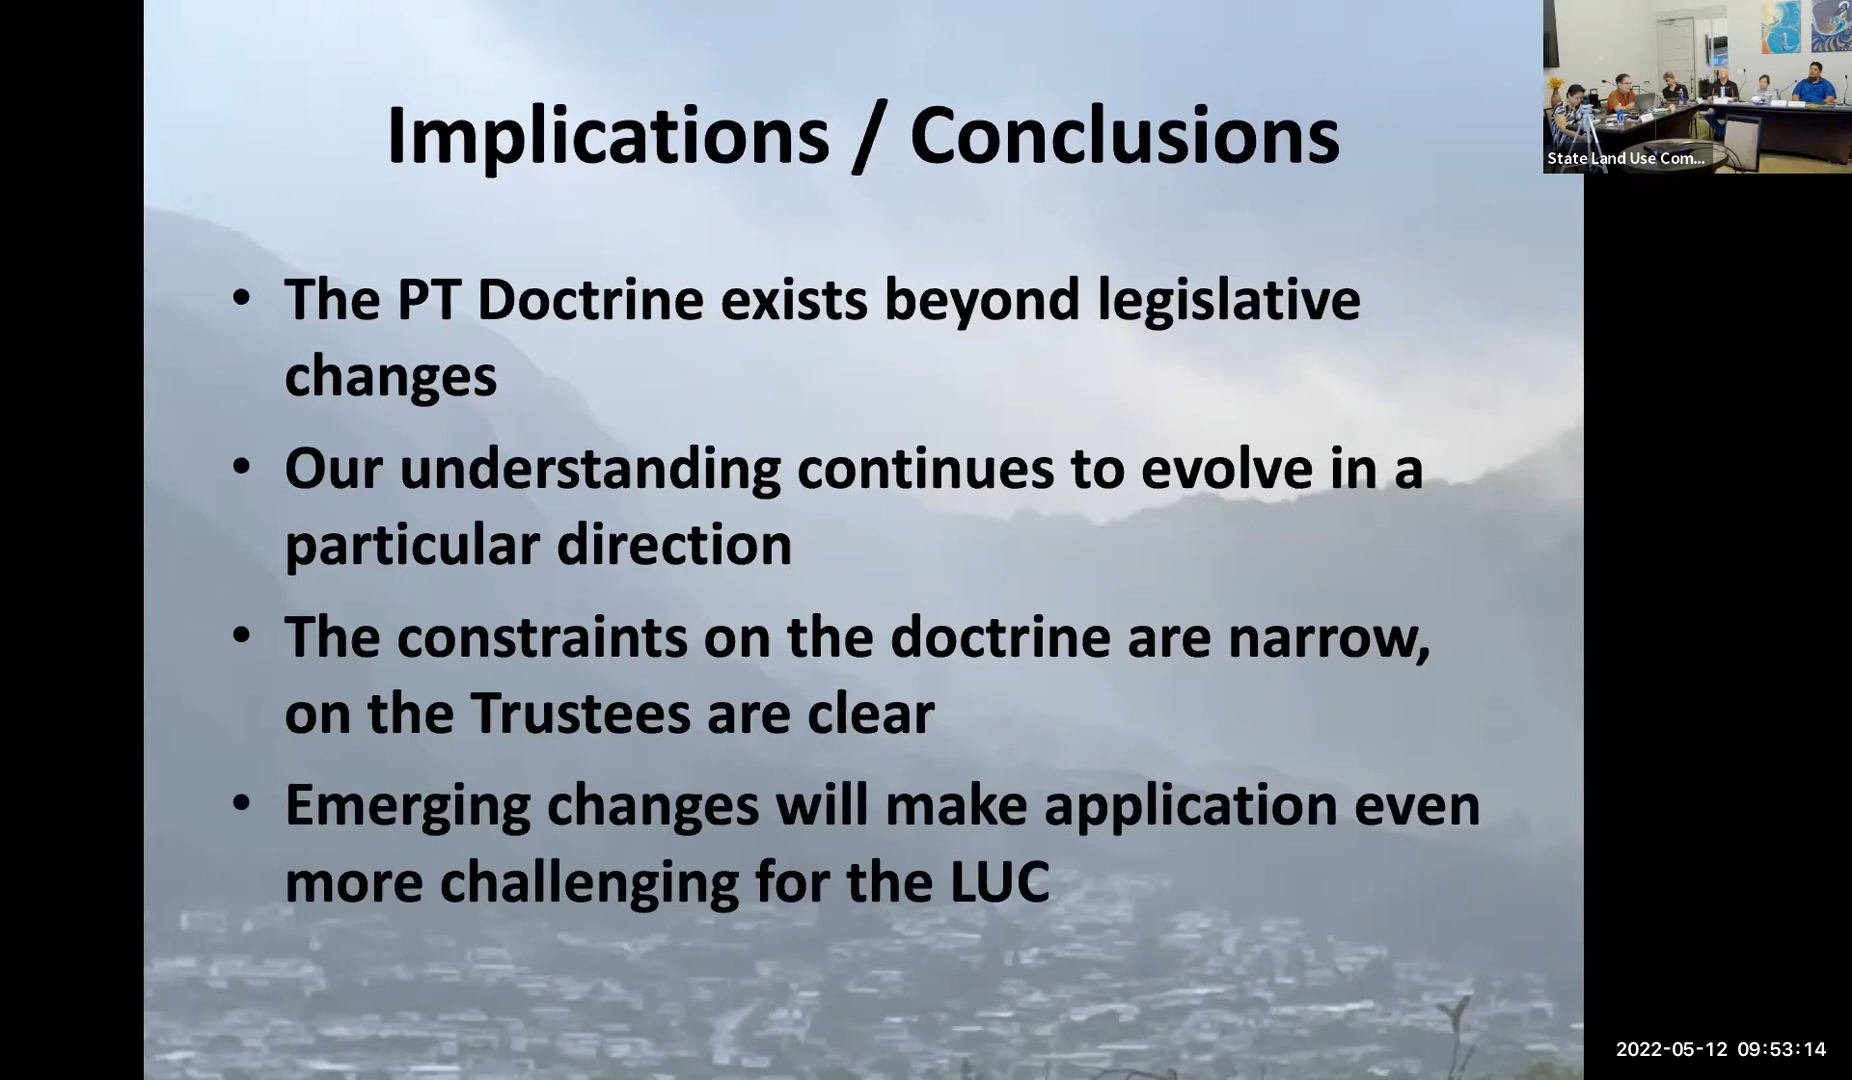 Implications / Conclusions
State Land Use Com...
• The PT Doctrine exists beyond legislative
changes
• Our understanding continues to evolve in a
particular direction
• The constraints on the doctrine are narrow,
on the Trustees are clear
• Emerging changes will make application even
more challenging for the LUC
2022-05-12 09:53:14